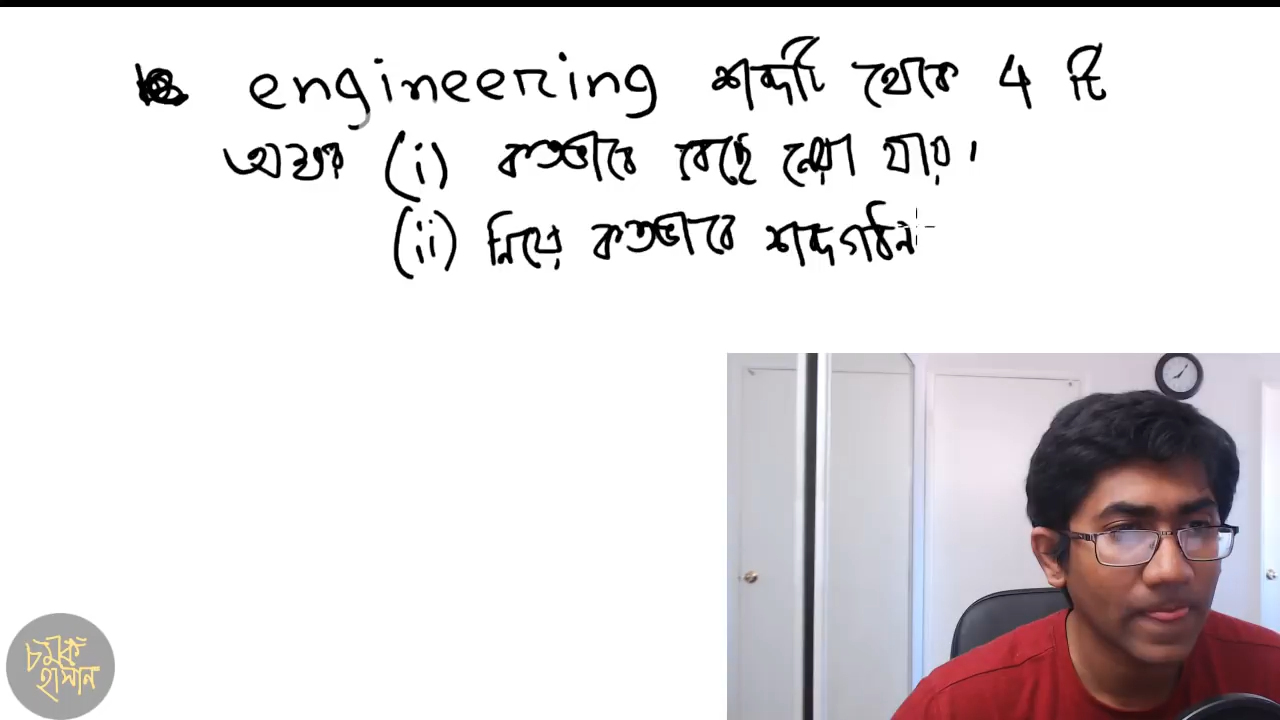 engineering শব্দটি থেকে 4 টি
অক্ষর (i) কতভাবে বেছে নেয়া যায়।
(ii) নিয়ে কতভাবে শব্দগঠন
চমক
হাসান